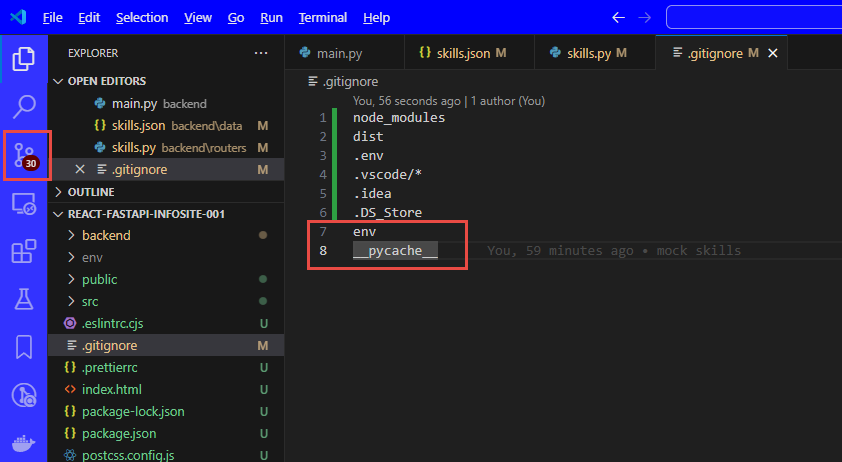 File Edit Selection View Go Run Terminal Help
EXPLORER
main.py
skills.json M
skills.py M
.gitignore M
OPEN EDITORS
main.py backend
skills.json backend\data M
skills.py backend\routers M
.gitignore M
OUTLINE
REACT-FASTAPI-INFOSITE-001
backend
env
public
src
.eslintrc.cjs U
.gitignore M
.prettierrc U
index.html U
package-lock.json U
package.json U
postcss.config.js U
30
.gitignore
You, 56 seconds ago | 1 author (You)
1 node_modules
2 dist
3 .env
4 .vscode/*
5 .idea
6 .DS_Store
7 env
8 __pycache__ You, 59 minutes ago • mock skills